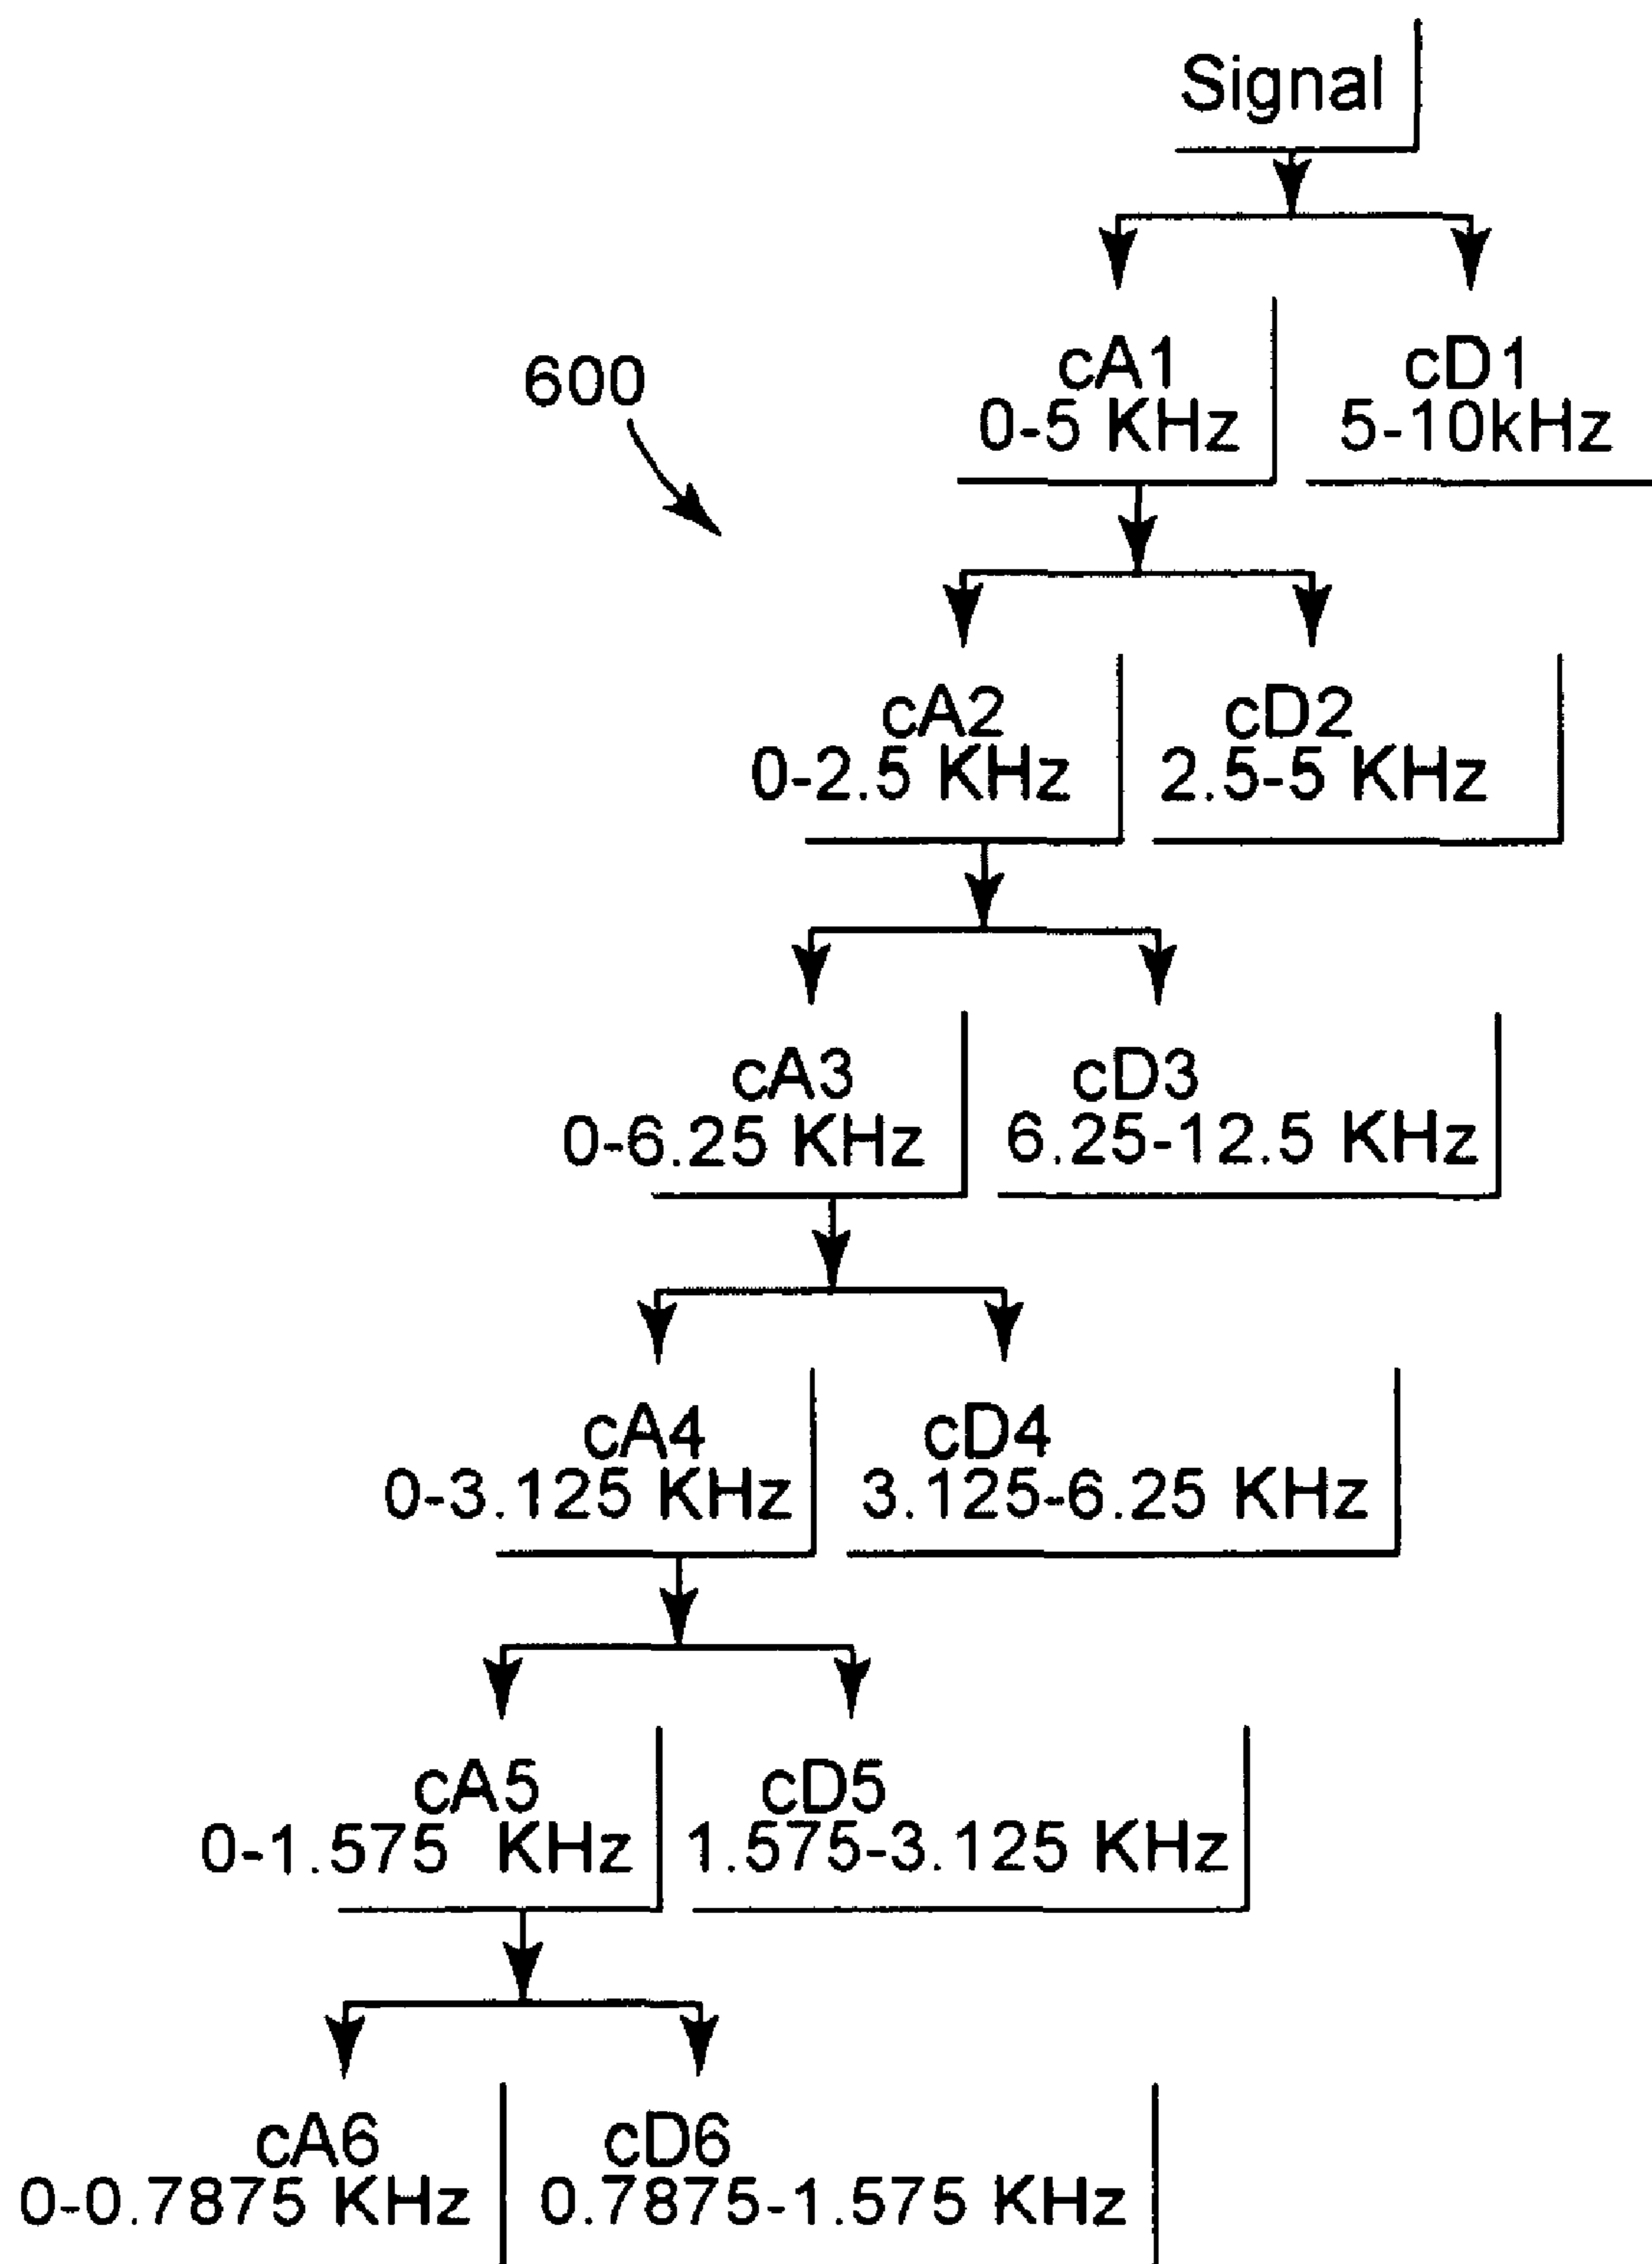 Signal
cA1
0-5 KHz
cD1
5-10kHz
600
cA2
0-2.5 KHz
cD2
2.5-5 KHz
cA3
0-6.25 KHz
cD3
6.25-12.5 KHz
cA4
0-3.125 KHz
cD4
3.125-6.25 KHz
cA5
0-1.575 KHz
cD5
1.575-3.125 KHz
cA6
0-0.7875 KHz
cD6
0.7875-1.575 KHz